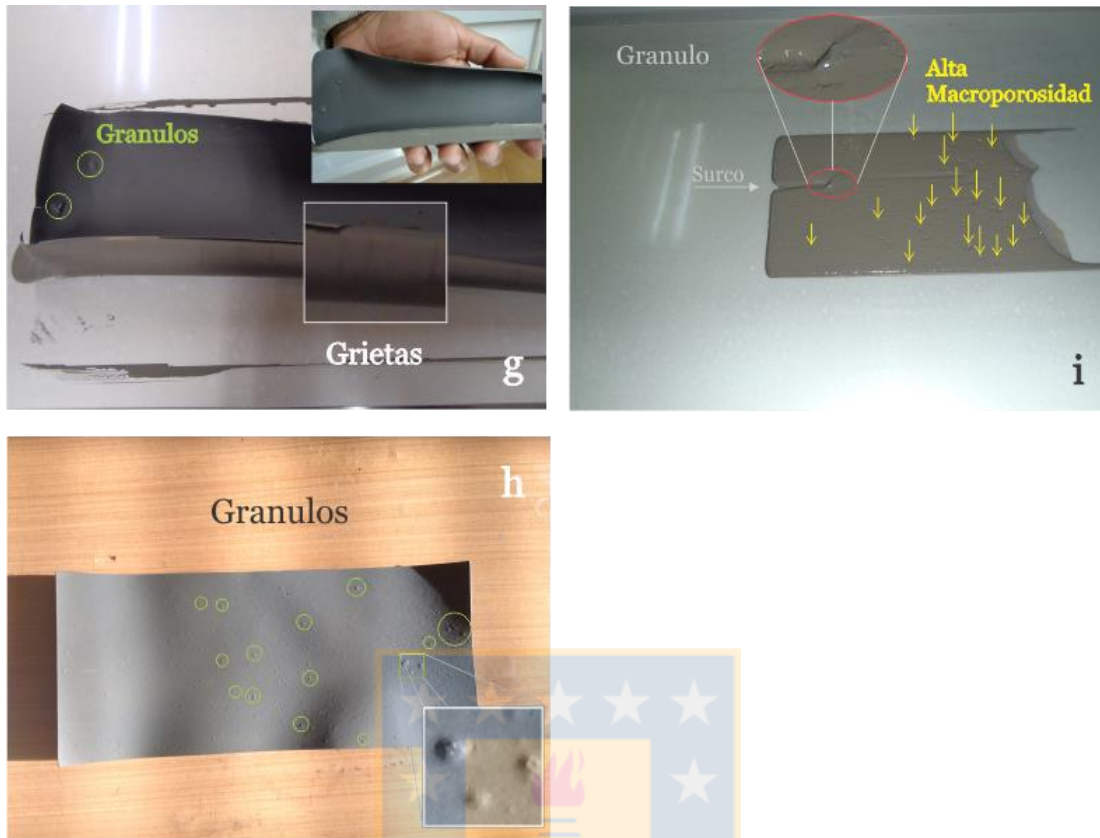 Granulos
Grietas
g
Granulo
Alta
Macroporosidad
Surco
i
h
Granulos